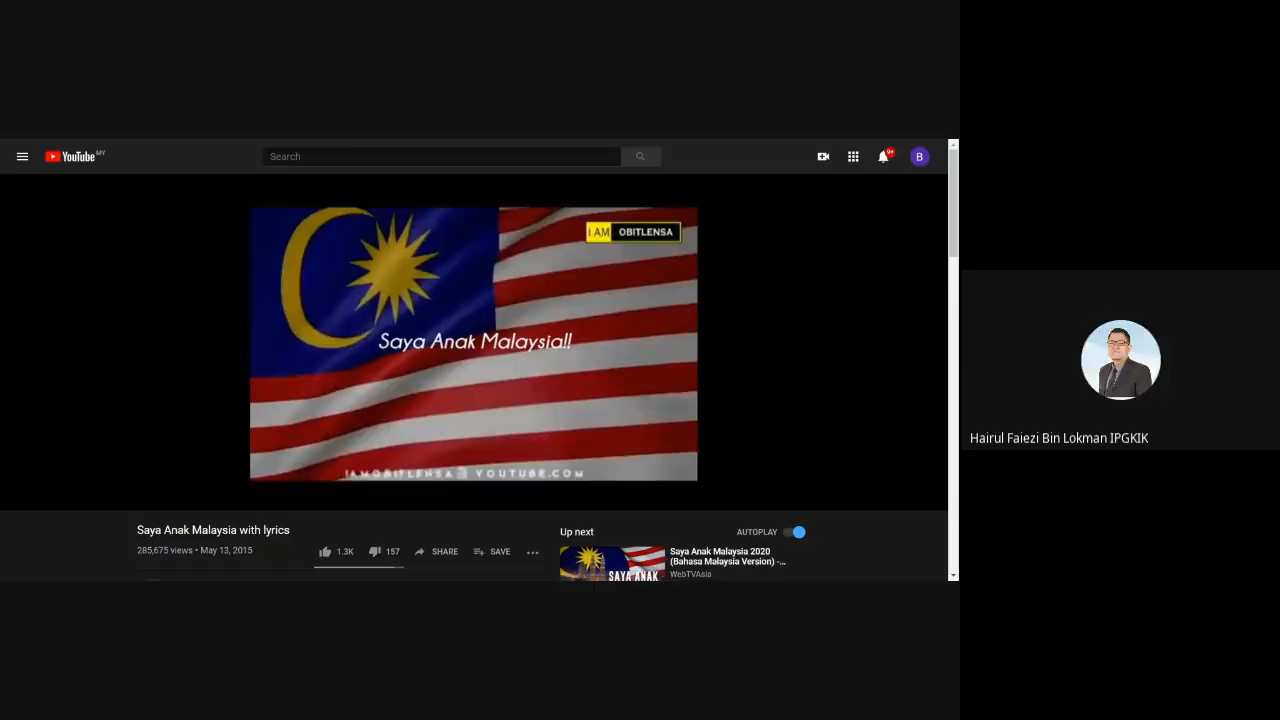 YouTube MY
Search
9+
B
I AM OBITLENSA
Saya Anak Malaysia!!
IAMOBITLENSA @ YOUTUBE.COM
Saya Anak Malaysia with lyrics
285,675 views • May 13, 2015
1.3K 157 SHARE SAVE
Up next AUTOPLAY
SAYA ANAK
Saya Anak Malaysia 2020
(Bahasa Malaysia Version) -...
WebTVAsia
Hairul Faiezi Bin Lokman IPGKIK